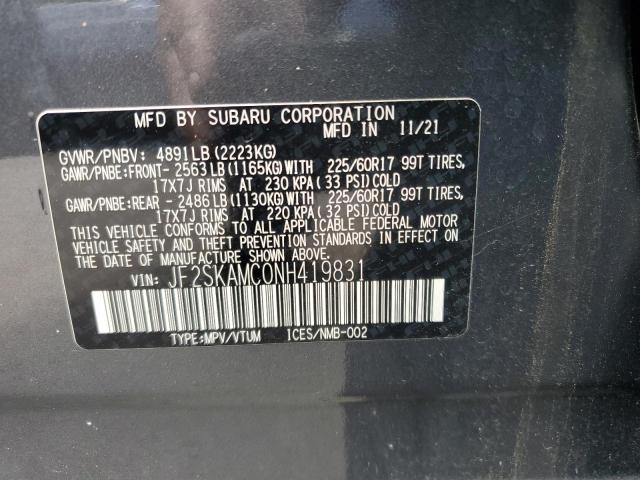 MFD BY SUBARU CORPORATION
MFD IN 11/21
GVWR/PNBV: 4891LB (2223KG)
GAWR/PNBE:FRONT- 2563LB (1165KG)WITH 225/60R17 99T TIRES,
17X7J RIMS AT 230 KPA (33 PSI) COLD
GAWR/PNBE:REAR - 2486LB (1130KG)WITH 225/60R17 99T TIRES,
17X7J RIMS AT 220 KPA (32 PSI) COLD
THIS VEHICLE CONFORMS TO ALL APPLICABLE FEDERAL MOTOR
VEHICLE SAFETY AND THEFT PREVENTION STANDARDS IN EFFECT
ON THE DATE OF MANUFACTURE SHOWN ABOVE.
VIN: JF2SKAMC0NH419831
TYPE:MPV/VTUM ICES/NMB-002